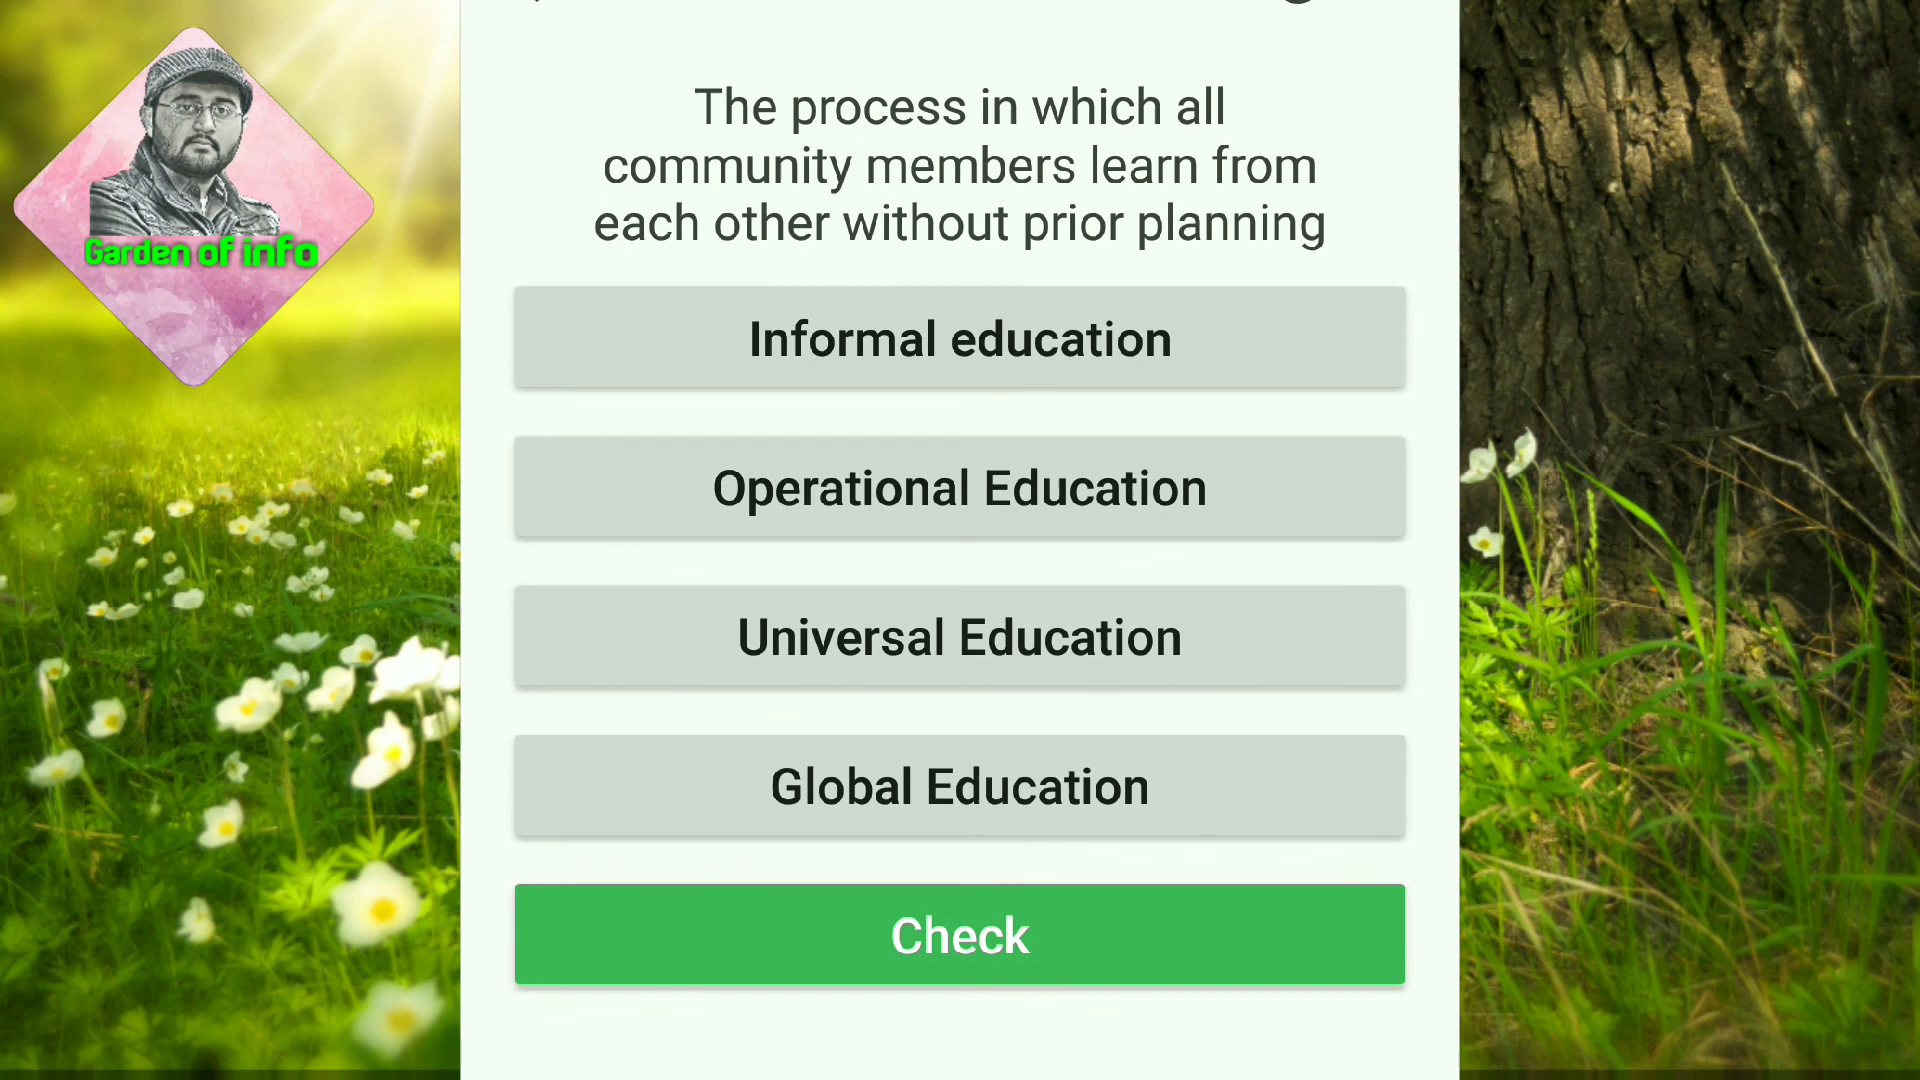 Garden of info
The process in which all
community members learn from
each other without prior planning
Informal education
Operational Education
Universal Education
Global Education
Check